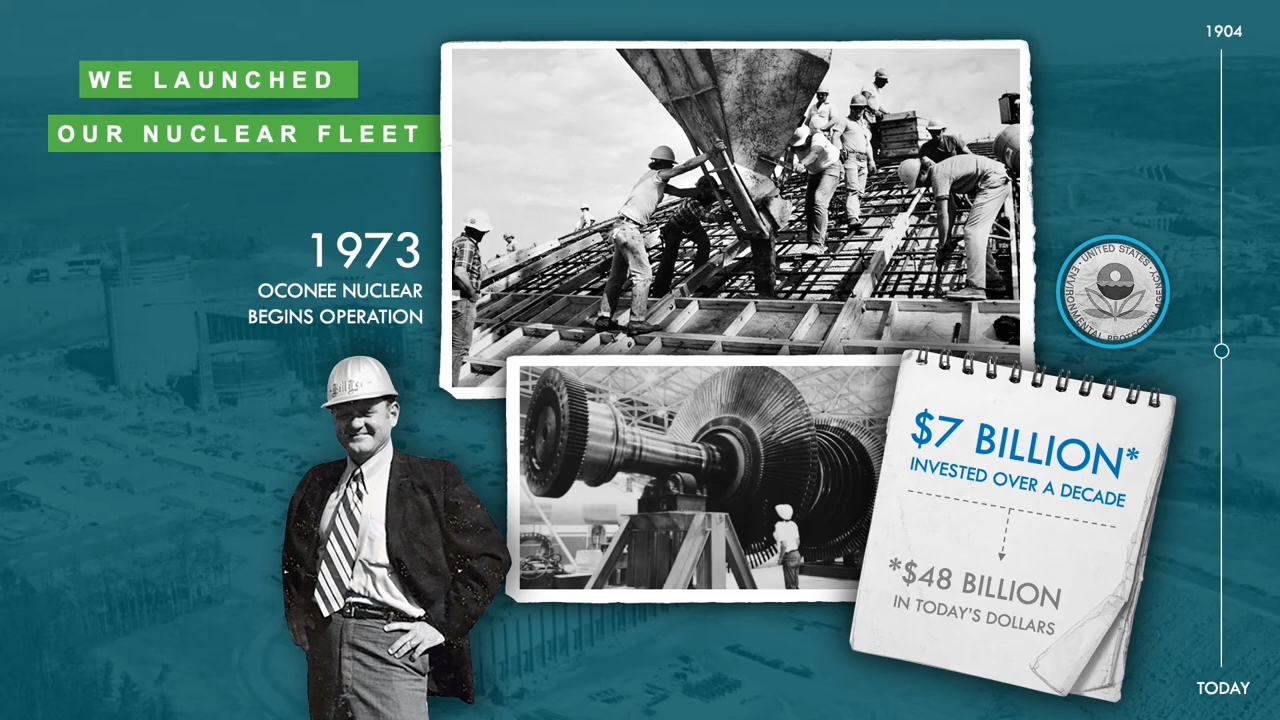 1904
WE LAUNCHED
OUR NUCLEAR FLEET
1973
OCONEE NUCLEAR
BEGINS OPERATION
UNITED STATES
ENVIRONMENTAL PROTECTION AGENCY
$7 BILLION*
INVESTED OVER A DECADE
*$48 BILLION
IN TODAY'S DOLLARS
TODAY